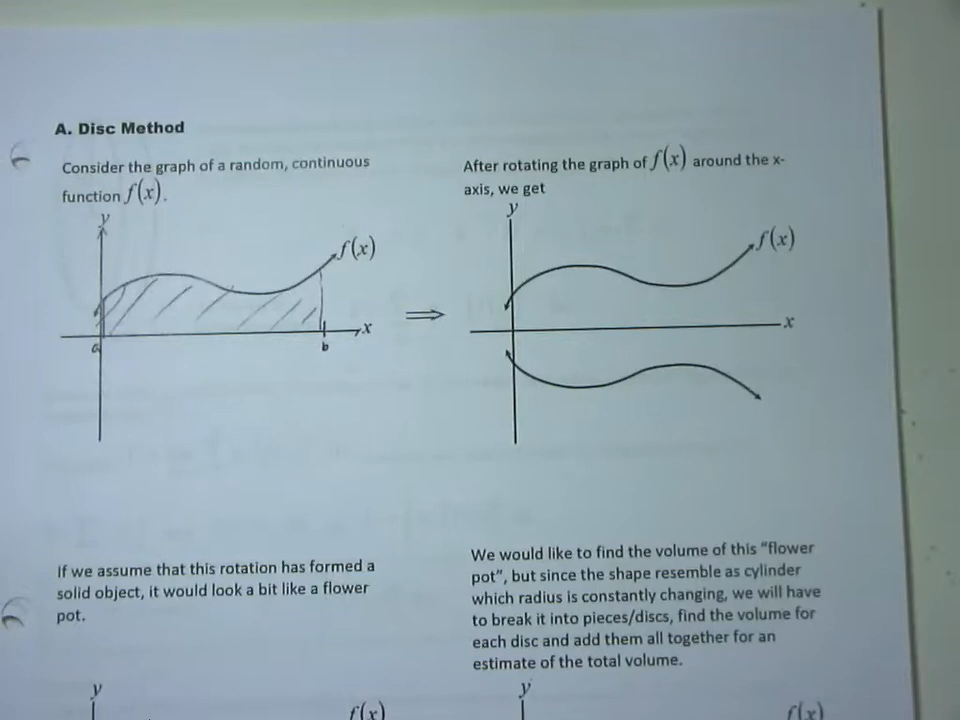 A. Disc Method
Consider the graph of a random, continuous
function f(x).
y
f(x)
x
a
b
After rotating the graph of f(x) around the x-
axis, we get
y
f(x)
x
If we assume that this rotation has formed a
solid object, it would look a bit like a flower
pot.
We would like to find the volume of this "flower
pot", but since the shape resemble as cylinder
which radius is constantly changing, we will have
to break it into pieces/discs, find the volume for
each disc and add them all together for an
estimate of the total volume.
y
f(x)
y
f(x)